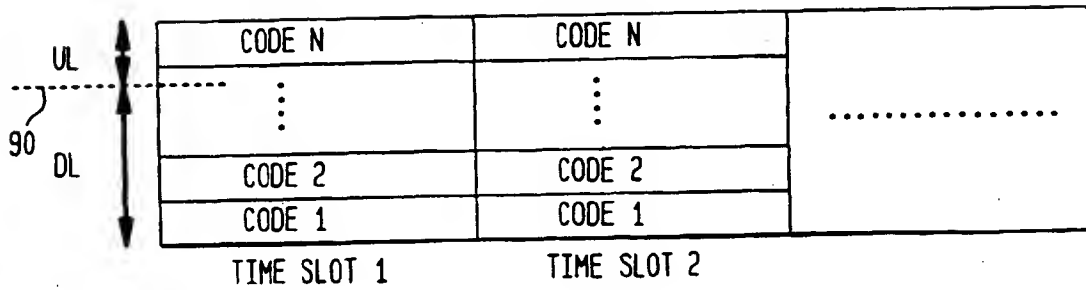 UL
90
DL
CODE N
CODE N
CODE 2
CODE 2
CODE 1
CODE 1
TIME SLOT 1
TIME SLOT 2